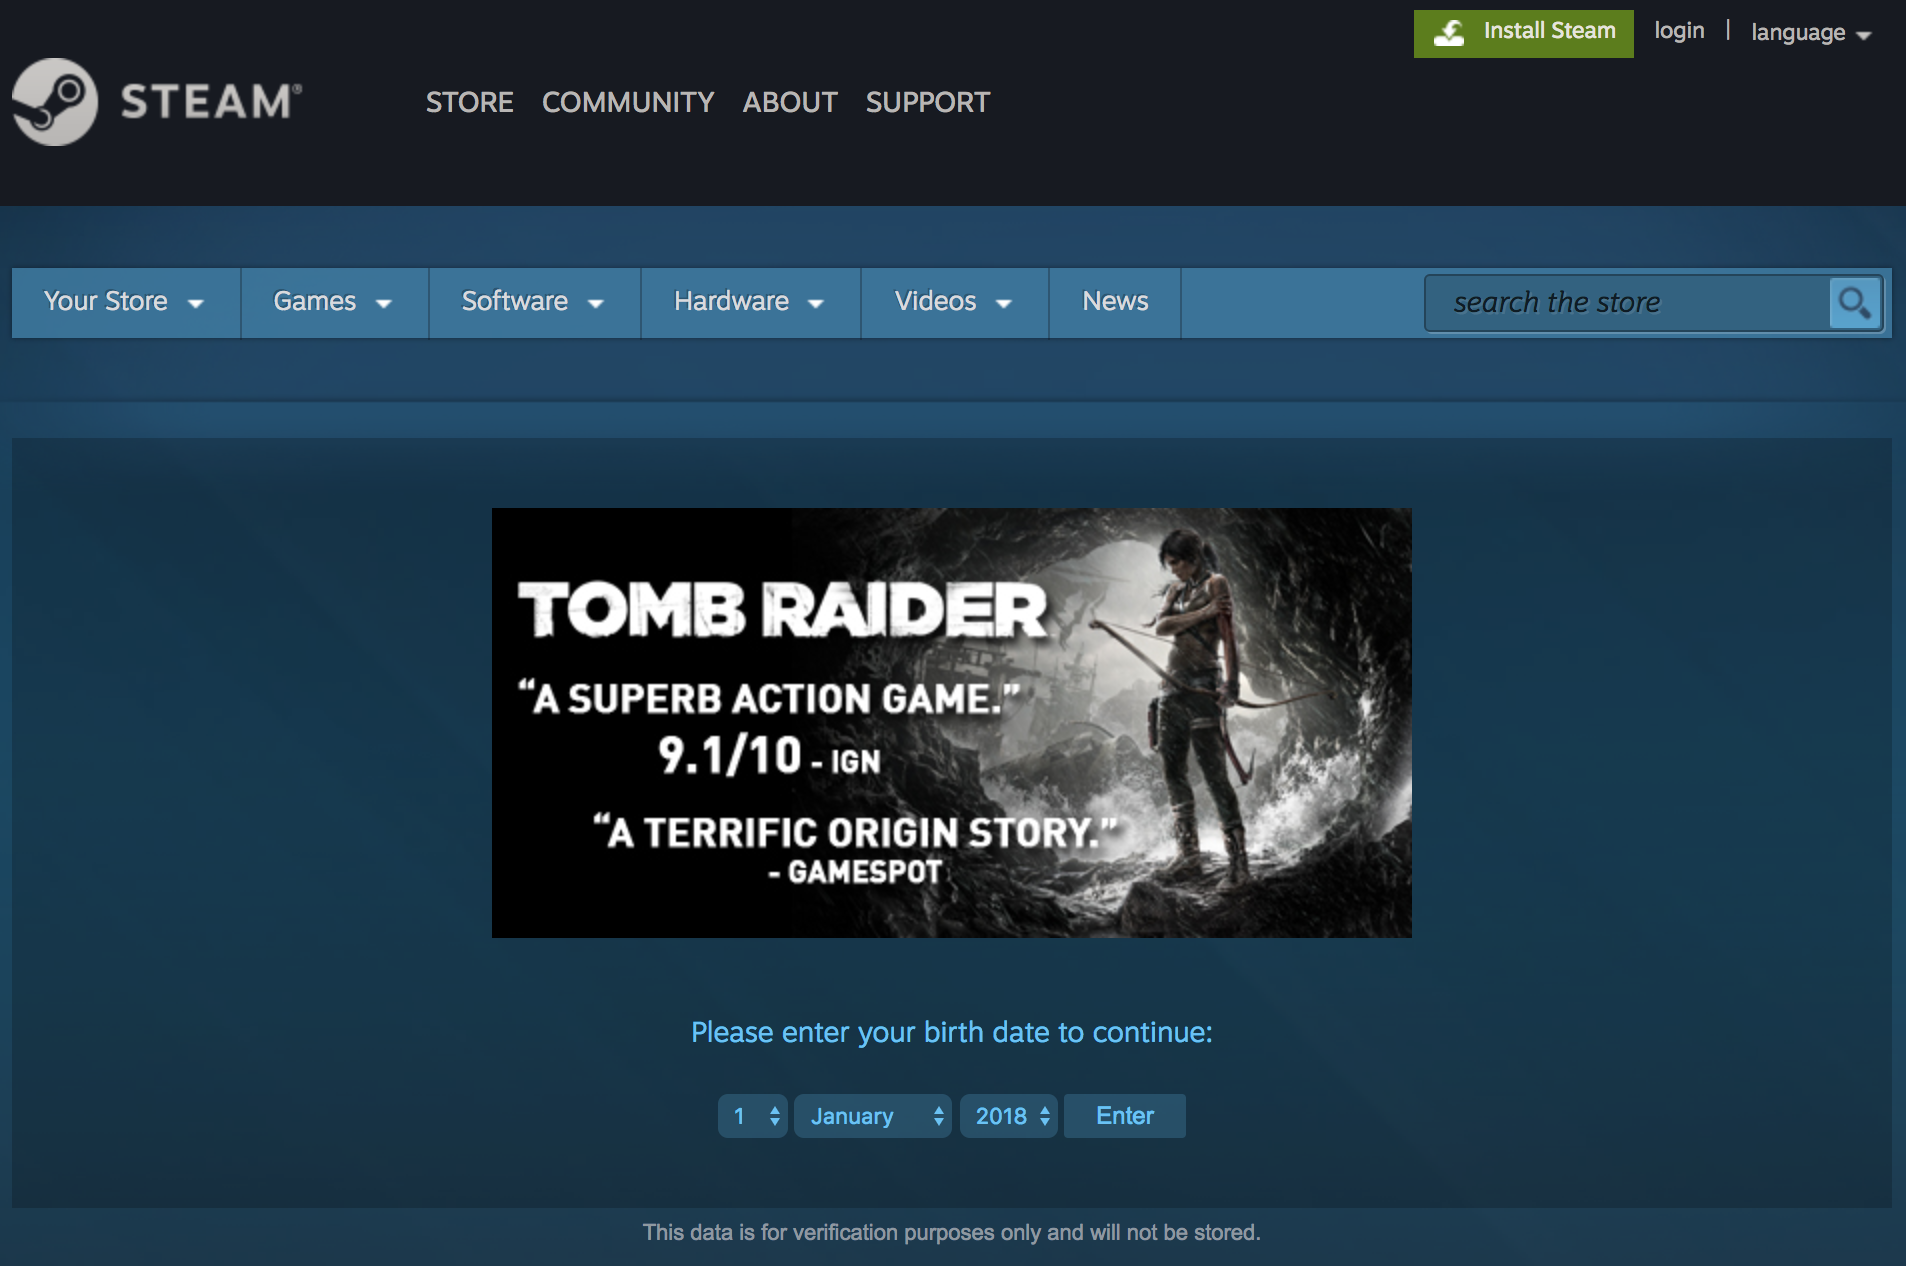 Install Steam login | language
STEAM®
STORE COMMUNITY ABOUT SUPPORT
Your Store Games Software Hardware Videos News search the store
TOMB RAIDER
“A SUPERB ACTION GAME.”
9.1/10 - IGN
“A TERRIFIC ORIGIN STORY.”
- GAMESPOT
Please enter your birth date to continue:
1 January 2018 Enter
This data is for verification purposes only and will not be stored.